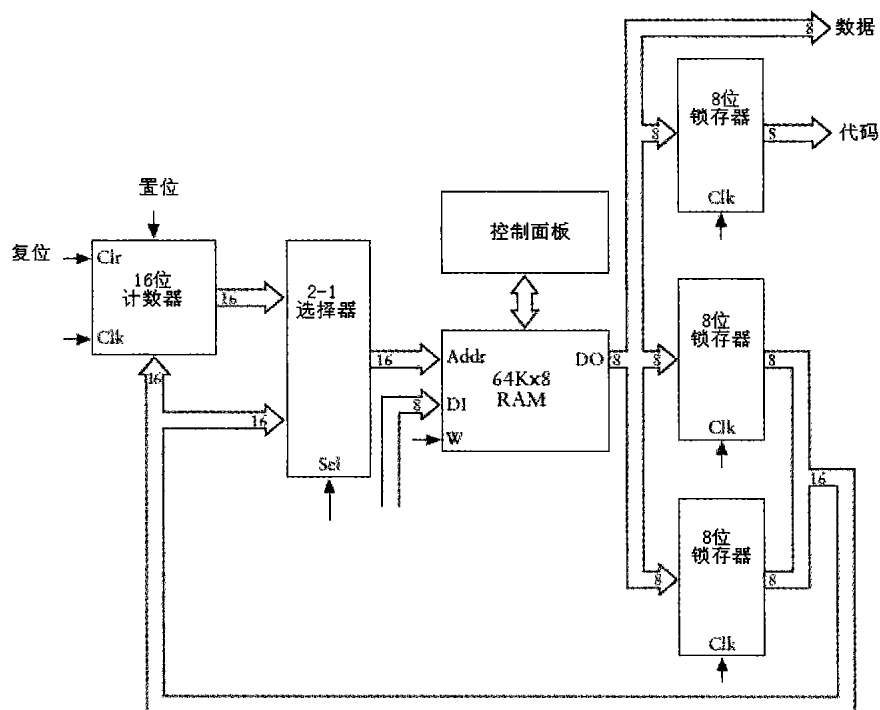 8
数据
8位
锁存器
8
8
代码
Clk
置位
复位
Clr
16位
计数器
16
Clk
2-1
选择器
控制面板
16
Addr
DO
8
64Kx8
RAM
8
DI
W
8
8位
锁存器
8
Clk
16
16
Sel
16
8位
锁存器
8
8
Clk